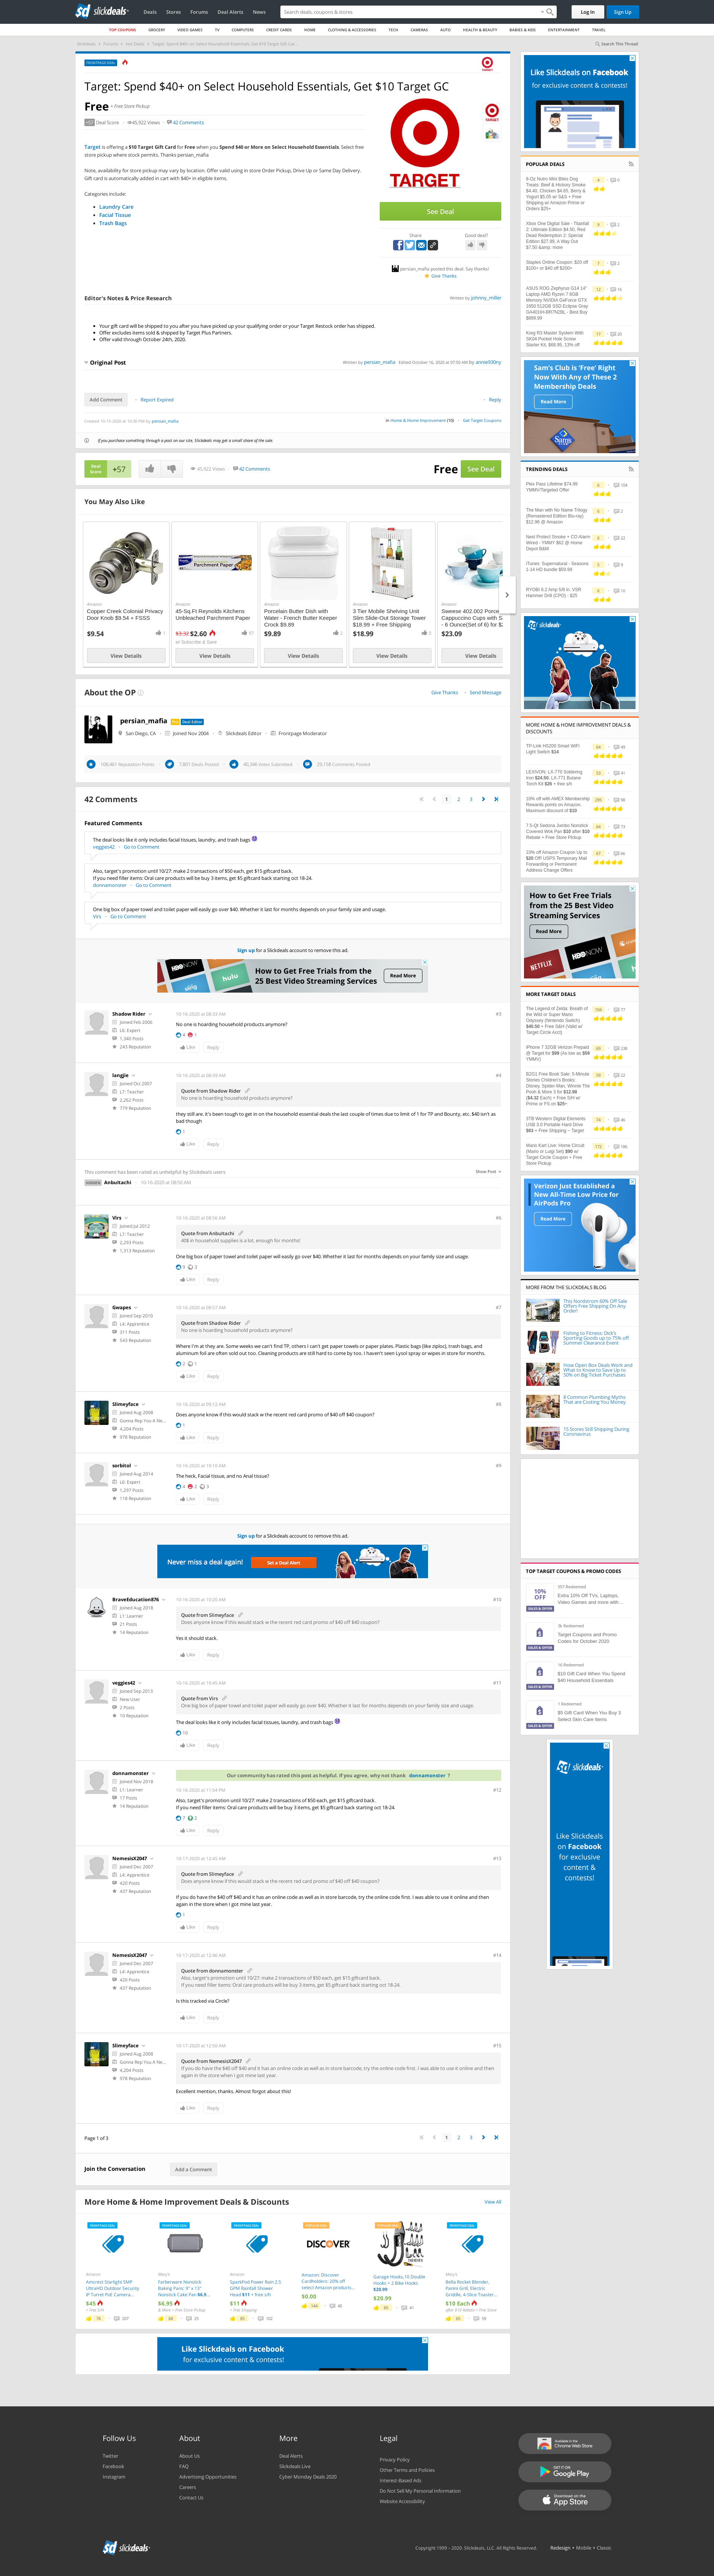 slickdeals
Deals
Stores
Forums
Deal Alerts
News
Search deals, coupons & stores
Log In
Sign Up
TOP COUPONS
GROCERY
VIDEO GAMES
TV
COMPUTERS
CREDIT CARDS
HOME
CLOTHING & ACCESSORIES
TECH
CAMERAS
AUTO
HEALTH & BEAUTY
BABIES & KIDS
ENTERTAINMENT
TRAVEL
Search This Thread
Target: Spend $40+ on Select Household Essentials, Get $10 Target GC
Free + Free Store Pickup
Deal Score
45,922 Views
42 Comments
Target is offering a $10 Target Gift Card for Free when you Spend $40 or More on Select Household Essentials. Select free
store pickup where stock permits. Thanks persian_mafia
Note, availability for store pickup may vary by location. Offer valid using in store Order Pickup, Drive Up or Same Day Delivery.
Gift card is automatically added in cart with $40+ in eligible items.
Categories include:
Laundry Care
Facial Tissue
Trash Bags
TARGET
See Deal
Share
Good deal?
persian_mafia posted this deal. Say thanks!
Give Thanks
Editor's Notes & Price Research
Written by johnny_miller
Your gift card will be shipped to you after you have picked up your qualifying order or your Target Restock order has shipped.
Offer excludes items sold & shipped by Target Plus Partners.
Offer valid through October 24th, 2020.
Original Post
Written by persian_mafia
Edited October 16, 2020 at 07:50 AM by annie930ny
Add Comment
Report Expired
Reply
Created 10-15-2020 at 10:30 PM by persian_mafia
in Home & Home Improvement (10)
Get Target Coupons
If you purchase something through a post on our site, Slickdeals may get a small share of the sale.
Deal Score
+57
45,922 Views
42 Comments
Free
See Deal
You May Also Like
Amazon
Copper Creek Colonial Privacy
Door Knob $9.54 + FSSS
$9.54
View Details
Amazon
45-Sq.Ft Reynolds Kitchens
Unbleached Parchment Paper
$3.32 $2.60
w/ Subscribe & Save
View Details
Amazon
Porcelain Butter Dish with
Water - French Butter Keeper
Crock $9.89
$9.89
View Details
Amazon
3 Tier Mobile Shelving Unit
Slim Slide-Out Storage Tower
$18.99 + Free Shipping
$18.99
View Details
Amazon
Sweese 402.002 Porce
Cappuccino Cups with S
- 6 Ounce(Set of 6) for $2
$23.09
View Details
About the OP
Give Thanks
Send Message
persian_mafia
Pro
Deal Editor
San Diego, CA
Joined Nov 2004
Slickdeals Editor
Frontpage Moderator
108,461 Reputation Points
7,801 Deals Posted
40,346 Votes Submitted
29,158 Comments Posted
42 Comments
1
2
3
Featured Comments
The deal looks like it only includes facial tissues, laundry, and trash bags
veggies42
Go to Comment
Also, target's promotion until 10/27: make 2 transactions of $50 each, get $15 giftcard back.
If you need filler items: Oral care products will be buy 3 items, get $5 giftcard back starting oct 18-24.
donnamonster
Go to Comment
One big box of paper towel and toilet paper will easily go over $40. Whether it last for months depends on your family size and usage.
Virs
Go to Comment
Sign up for a Slickdeals account to remove this ad.
HBO NOW
hulu
How to Get Free Trials from the
25 Best Video Streaming Services
Read More
Shadow Rider
Joined Feb 2006
L6: Expert
1,340 Posts
243 Reputation
10-16-2020 at 08:33 AM
#3
No one is hoarding household products anymore?
4
1
Like
Reply
langjie
Joined Oct 2007
L7: Teacher
2,262 Posts
779 Reputation
10-16-2020 at 08:39 AM
#4
Quote from Shadow Rider
No one is hoarding household products anymore?
they still are, it's been tough to get in on the household essential deals the last couple of times due to limit of 1 for TP and Bounty, etc. $40 isn't as
bad though
1
Like
Reply
This comment has been rated as unhelpful by Slickdeals users
Show Post
HIDDEN
Anbultachi
10-16-2020 at 08:50 AM
Virs
Joined Jul 2012
L7: Teacher
2,293 Posts
1,313 Reputation
10-16-2020 at 08:56 AM
#6
Quote from Anbultachi
40$ in household supplies is a lot, enough for months!
One big box of paper towel and toilet paper will easily go over $40. Whether it last for months depends on your family size and usage.
9
3
Like
Reply
Gwapes
Joined Sep 2010
L4: Apprentice
311 Posts
543 Reputation
10-16-2020 at 08:57 AM
#7
Quote from Shadow Rider
No one is hoarding household products anymore?
Where I'm at they are. Some weeks we can't find TP, others I can't get paper towels or paper plates. Plastic bags (like ziploc), trash bags, and
aluminum foil are often sold out too. Cleaning products are still hard to come by too. I haven't seen Lysol spray or wipes in store for months.
2
1
Like
Reply
Slimeyface
Joined Aug 2008
Gonna Rep You A Ne...
4,204 Posts
978 Reputation
10-16-2020 at 09:12 AM
#8
Does anyone know if this would stack w the recent red card promo of $40 off $40 coupon?
1
Like
Reply
sorbitol
Joined Aug 2014
L6: Expert
1,297 Posts
118 Reputation
10-16-2020 at 10:18 AM
#9
The heck, Facial tissue, and no Anal tissue?
4
2
3
Like
Reply
Sign up for a Slickdeals account to remove this ad.
Never miss a deal again!
Set a Deal Alert
BraveEducation876
Joined Aug 2018
L1: Learner
21 Posts
14 Reputation
10-16-2020 at 10:20 AM
#10
Quote from Slimeyface
Does anyone know if this would stack w the recent red card promo of $40 off $40 coupon?
Yes it should stack.
Like
Reply
veggies42
Joined Sep 2013
New User
2 Posts
10 Reputation
10-16-2020 at 10:45 AM
#11
Quote from Virs
One big box of paper towel and toilet paper will easily go over $40. Whether it last for months depends on your family size and usage.
The deal looks like it only includes facial tissues, laundry, and trash bags
10
Like
Reply
donnamonster
Joined Nov 2018
L1: Learner
17 Posts
14 Reputation
Our community has rated this post as helpful. If you agree, why not thank donnamonster ?
10-16-2020 at 11:54 PM
#12
Also, target's promotion until 10/27: make 2 transactions of $50 each, get $15 giftcard back.
If you need filler items: Oral care products will be buy 3 items, get $5 giftcard back starting oct 18-24.
7
2
Like
Reply
NemesisX2047
Joined Dec 2007
L4: Apprentice
420 Posts
437 Reputation
10-17-2020 at 12:45 AM
#13
Quote from Slimeyface
Does anyone know if this would stack w the recent red card promo of $40 off $40 coupon?
If you do have the $40 off $40 and it has an online code as well as in store barcode, try the online code first. I was able to use it online and then
again in the store when I got mine last year.
1
Like
Reply
NemesisX2047
Joined Dec 2007
L4: Apprentice
420 Posts
437 Reputation
10-17-2020 at 12:46 AM
#14
Quote from donnamonster
Also, target's promotion until 10/27: make 2 transactions of $50 each, get $15 giftcard back.
If you need filler items: Oral care products will be buy 3 items, get $5 giftcard back starting oct 18-24.
Is this tracked via Circle?
Like
Reply
Slimeyface
Joined Aug 2008
Gonna Rep You A Ne...
4,204 Posts
978 Reputation
10-17-2020 at 12:50 AM
#15
Quote from NemesisX2047
If you do have the $40 off $40 and it has an online code as well as in store barcode, try the online code first. I was able to use it online and then
again in the store when I got mine last year.
Excellent mention, thanks. Almost forgot about this!
Like
Reply
Page 1 of 3
1
2
3
Join the Conversation
Add a Comment
More Home & Home Improvement Deals & Discounts
View All
Amazon
Amcrest Starlight 5MP
UltraHD Outdoor Security
IP Turret PoE Camera...
$45
+ Free S/H
Macy's
Farberware Nonstick
Baking Pans: 9" x 13"
Nonstick Cake Pan $6.9...
$6.95
& More + Free Store Pickup
Amazon
SparkPod Power Rain 2.5
GPM Rainfall Shower
Head $11 + free s/h
$11
+ Free Shipping
DISCOVER
Amazon: Discover
Cardholders: 20% off
select Amazon products...
$0.00
Garage Hooks,10 Double
Hooks + 2 Bike Hooks
$20.99
$20.99
Macy's
Bella Rocket Blender,
Panini Grill, Electric
Griddle, 4 Slice Toaster...
$10 Each
after $15 Rebate + Free Store
Like Slickdeals on Facebook
for exclusive content & contests!
Like Slickdeals on Facebook
for exclusive content & contests!
POPULAR DEALS
8-Oz Nutro Mini Bites Dog
Treats: Beef & Hickory Smoke
$4.40, Chicken $4.65, Berry &
Yogurt $5.05 w/ S&S + Free
Shipping w/ Amazon Prime or
Orders $25+
Xbox One Digital Sale - Titanfall
2: Ultimate Edition $4.50, Red
Dead Redemption 2: Special
Edition $27.99, A Way Out
$7.50 &amp; more
Staples Online Coupon: $20 off
$100+ or $40 off $200+
ASUS ROG Zephyrus G14 14"
Laptop AMD Ryzen 7 8GB
Memory NVIDIA GeForce GTX
1650 512GB SSD Eclipse Gray
GA401IH-BR7N2BL - Best Buy
$899.99
Korg R3 Master System With
SK04 Pocket Hole Screw
Starter Kit, $68.95, 13% off
Sam's Club is 'Free' Right
Now With Any of These 2
Membership Deals
Read More
TRENDING DEALS
Plex Pass Lifetime $74.99
YMMV/Targeted Offer
The Man with No Name Trilogy
(Remastered Edition Blu-ray)
$12.96 @ Amazon
Nest Protect Smoke + CO Alarm
Wired - YMMY $62 @ Home
Depot B&M
iTunes: Supernatural - Seasons
1-14 HD bundle $59.99
RYOBI 6.2 Amp 5/8 in. VSR
Hammer Drill (CPO) : $25
slickdeals
MORE HOME & HOME IMPROVEMENT DEALS &
DISCOUNTS
TP-Link HS200 Smart WiFi
Light Switch $14
LEXIVON: LX-770 Soldering
Iron $24.50, LX-771 Butane
Torch Kit $26 + free s/h
10% off with AMEX Membership
Rewards points on Amazon.
Maximum discount of $10
7.5-Qt Sedona Jumbo Nonstick
Covered Wok Pan $10 after $10
Rebate + Free Store Pickup
10% off Amazon Coupon Up to
$20 Off! USPS Temporary Mail
Forwarding or Permanent
Address Change Offers
How to Get Free Trials
from the 25 Best Video
Streaming Services
Read More
NETFLIX
HBO NOW
hulu
MORE TARGET DEALS
The Legend of Zelda: Breath of
the Wild or Super Mario
Odyssey (Nintendo Switch)
$40.50 + Free S&H (Valid w/
Target Circle Acct)
iPhone 7 32GB Verizon Prepaid
@ Target for $99 (As low as $59
YMMV)
B2G1 Free Book Sale: 5-Minute
Stories Children's Books:
Disney, Spider-Man, Winnie The
Pooh & More 3 for $12.98
($4.32 Each) + Free S/H w/
Prime or FS on $25+
3TB Western Digital Elements
USB 3.0 Portable Hard Drive
$63 + Free Shipping ~ Target
Mario Kart Live: Home Circuit
(Mario or Luigi Set) $90 w/
Target Circle Coupon + Free
Store Pickup
Verizon Just Established a
New All-Time Low Price for
AirPods Pro
Read More
MORE FROM THE SLICKDEALS BLOG
This Nordstrom 60% Off Sale
Offers Free Shipping On Any
Order!
Fishing to Fitness: Dick's
Sporting Goods up to 75% off
Summer Clearance Event
How Open Box Deals Work and
What to Know to Save Up to
50% on Big Ticket Purchases
8 Common Plumbing Myths
That are Costing You Money
15 Stores Still Shipping During
Coronavirus
TOP TARGET COUPONS & PROMO CODES
10%
OFF
SALES & OFFER
937 Redeemed
Extra 10% Off TVs, Laptops,
Video Games and more with...
SALES & OFFER
3k Redeemed
Target Coupons and Promo
Codes for October 2020
SALES & OFFER
1K Redeemed
$10 Gift Card When You Spend
$40 Household Essentials
SALES & OFFER
1 Redeemed
$5 Gift Card When You Buy 3
Select Skin Care Items
slickdeals
Like Slickdeals
on Facebook
for exclusive
content &
contests!
Follow Us
Twitter
Facebook
Instagram
About
About Us
FAQ
Advertising Opportunities
Careers
Contact Us
More
Deal Alerts
Slickdeals Live
Cyber Monday Deals 2020
Legal
Privacy Policy
Other Terms and Policies
Interest-Based Ads
Do Not Sell My Personal Information
Website Accessibility
Available in the
Chrome Web Store
GET IT ON
Google Play
Download on the
App Store
slickdeals
Copyright 1999 - 2020. Slickdeals, LLC. All Rights Reserved.
Redesign • Mobile • Classic